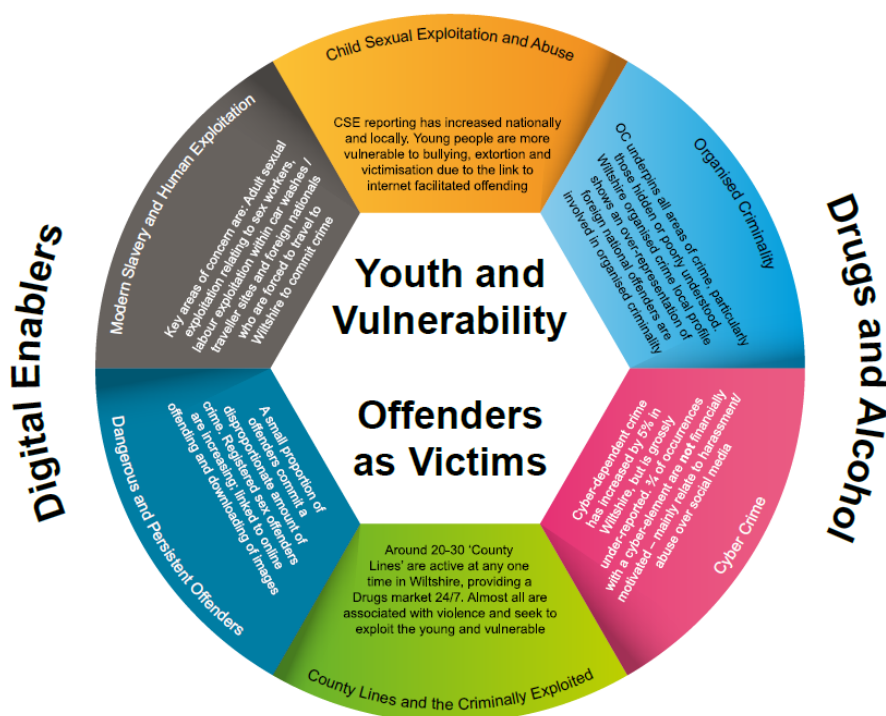 Child Sexual Exploitation and Abuse
CSE reporting has increased nationally
and locally. Young people are more
vulnerable to bullying, extortion and
victimisation due to the link to
internet facilitated offending
Organised Criminality
OC underpins all areas of crime, particularly
those hidden or poorly understood.
Wiltshire organised crime local profile
shows an over-representation of
foreign national offenders are
involved in organised criminality
Cyber Crime
Cyber-dependent crime
has increased by 5% in
Wiltshire, but is grossly
under-reported. ¾ of occurrences
with a cyber-element are not financially
motivated – mainly relate to harassment/
abuse over social media
County Lines and the Criminally Exploited
Around 20-30 'County
Lines' are active at any one
time in Wiltshire, providing a
Drugs market 24/7. Almost all are
associated with violence and seek to
exploit the young and vulnerable
Dangerous and Persistent Offenders
A small proportion of
offenders commit a
disproportionate amount of
crime. Registered sex offenders
are increasing; linked to online
offending and downloading of images
Modern Slavery and Human Exploitation
Key areas of concern are: Adult sexual
exploitation relating to sex workers,
labour exploitation within car washes /
traveller sites and foreign nationals
who are forced to travel to
Wiltshire to commit crime
Youth and
Vulnerability
Offenders
as Victims
Digital Enablers
Drugs and Alcohol